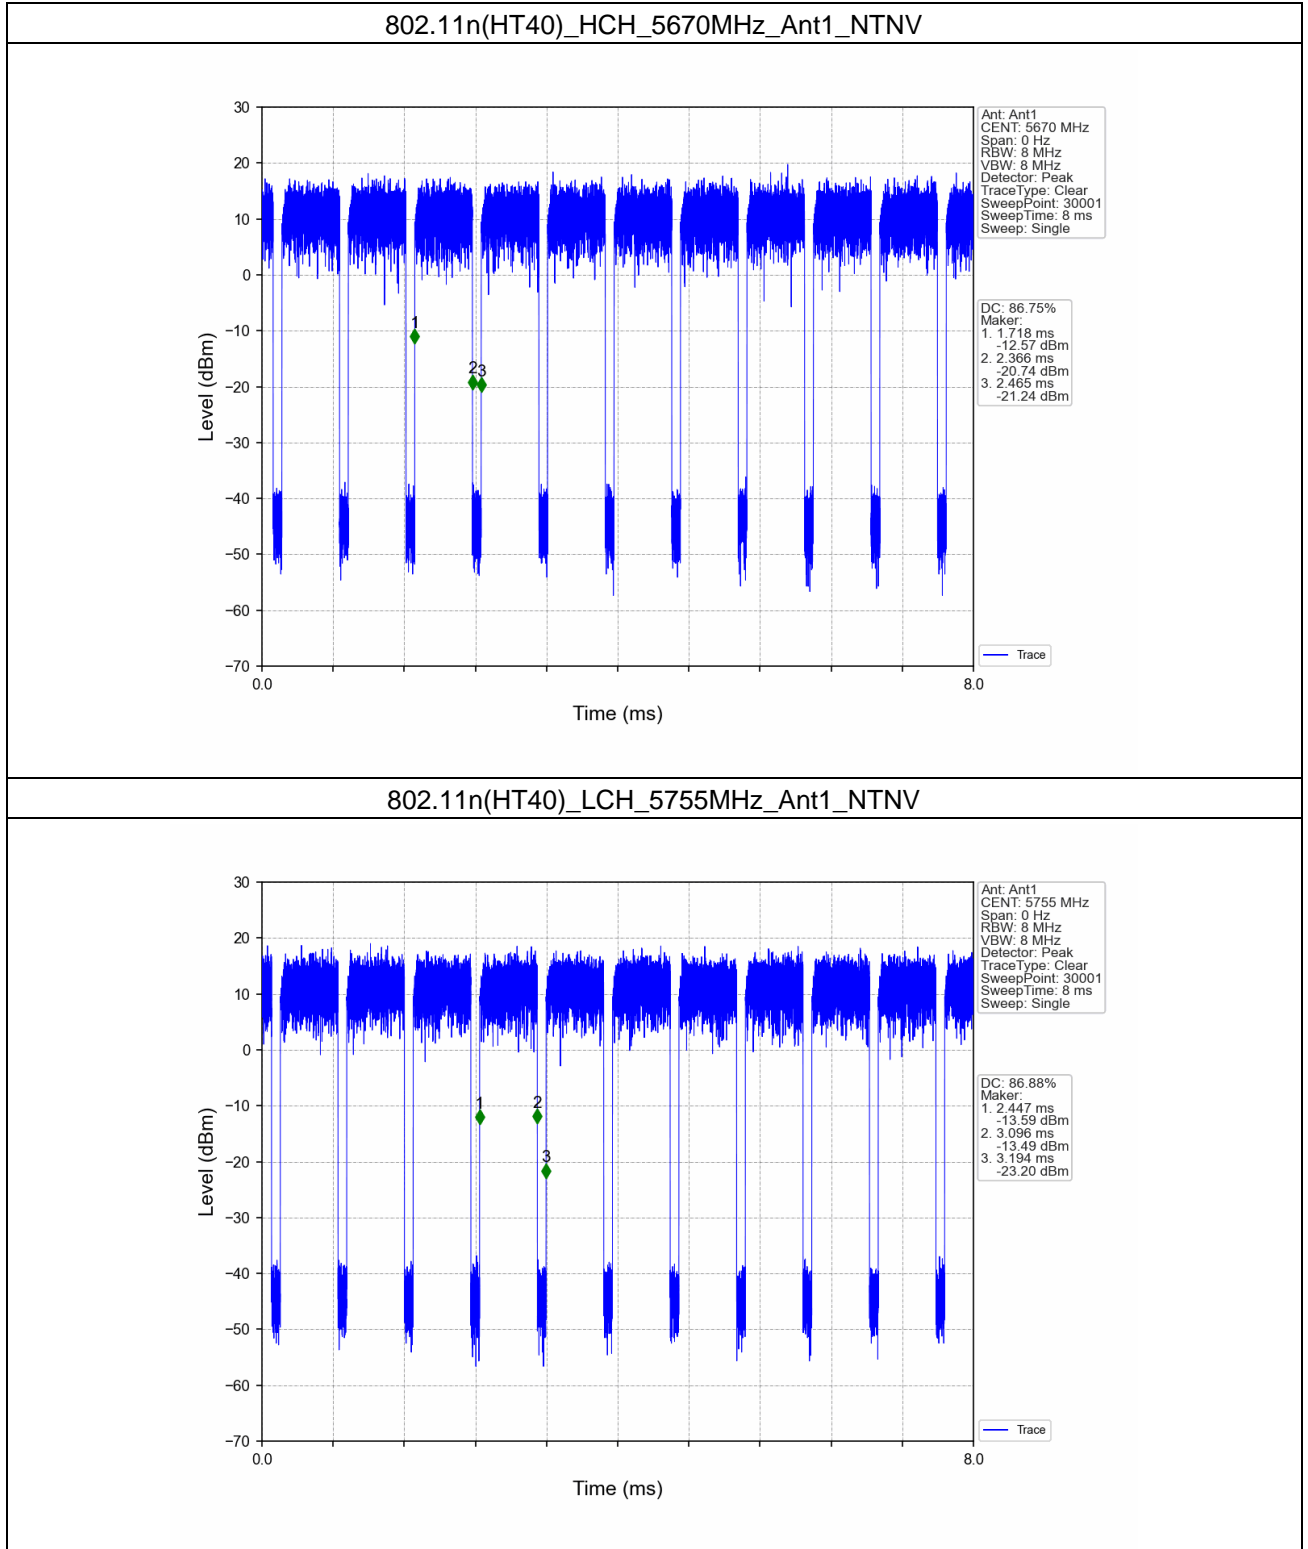 802.11n(HT40)_HCH_5670MHz_Ant1_NTNV
30
20
10
0
−10
−20
−30
−40
−50
−60
−70
Level (dBm)
0.0
8.0
Time (ms)
1
2
3
Ant: Ant1
CENT: 5670 MHz
Span: 0 Hz
RBW: 8 MHz
VBW: 8 MHz
Detector: Peak
TraceType: Clear
SweepPoint: 30001
SweepTime: 8 ms
Sweep: Single
DC: 86.75%
Maker:
1. 1.718 ms
-12.57 dBm
2. 2.366 ms
-20.74 dBm
3. 2.465 ms
-21.24 dBm
Trace
802.11n(HT40)_LCH_5755MHz_Ant1_NTNV
30
20
10
0
−10
−20
−30
−40
−50
−60
−70
Level (dBm)
0.0
8.0
Time (ms)
1
2
3
Ant: Ant1
CENT: 5755 MHz
Span: 0 Hz
RBW: 8 MHz
VBW: 8 MHz
Detector: Peak
TraceType: Clear
SweepPoint: 30001
SweepTime: 8 ms
Sweep: Single
DC: 86.88%
Maker:
1. 2.447 ms
-13.59 dBm
2. 3.096 ms
-13.49 dBm
3. 3.194 ms
-23.20 dBm
Trace